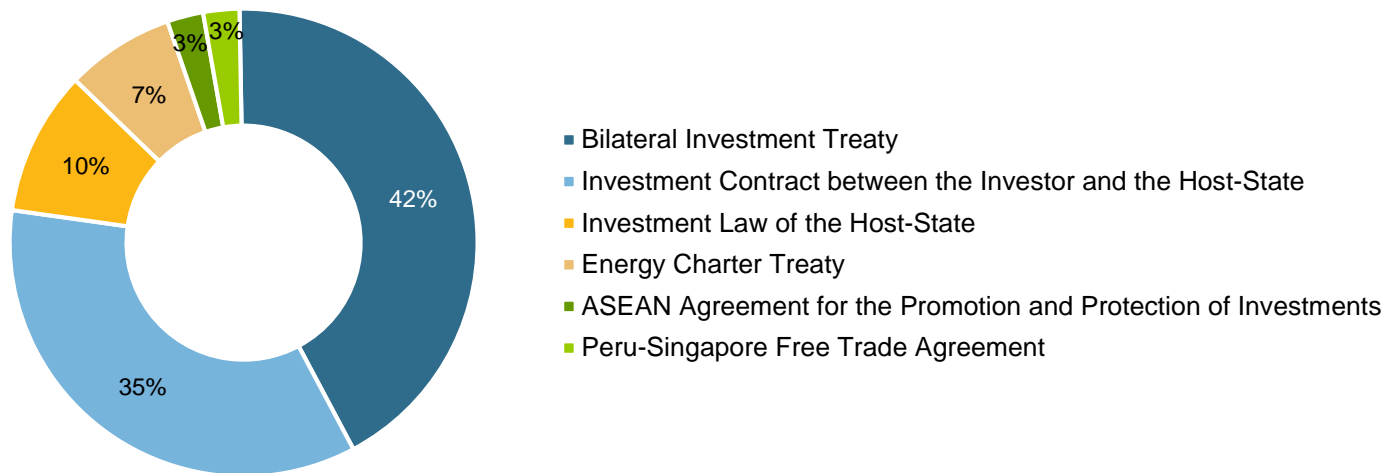 3%
3%
7%
10%
42%
35%
Bilateral Investment Treaty
Investment Contract between the Investor and the Host-State
Investment Law of the Host-State
Energy Charter Treaty
ASEAN Agreement for the Promotion and Protection of Investments
Peru-Singapore Free Trade Agreement